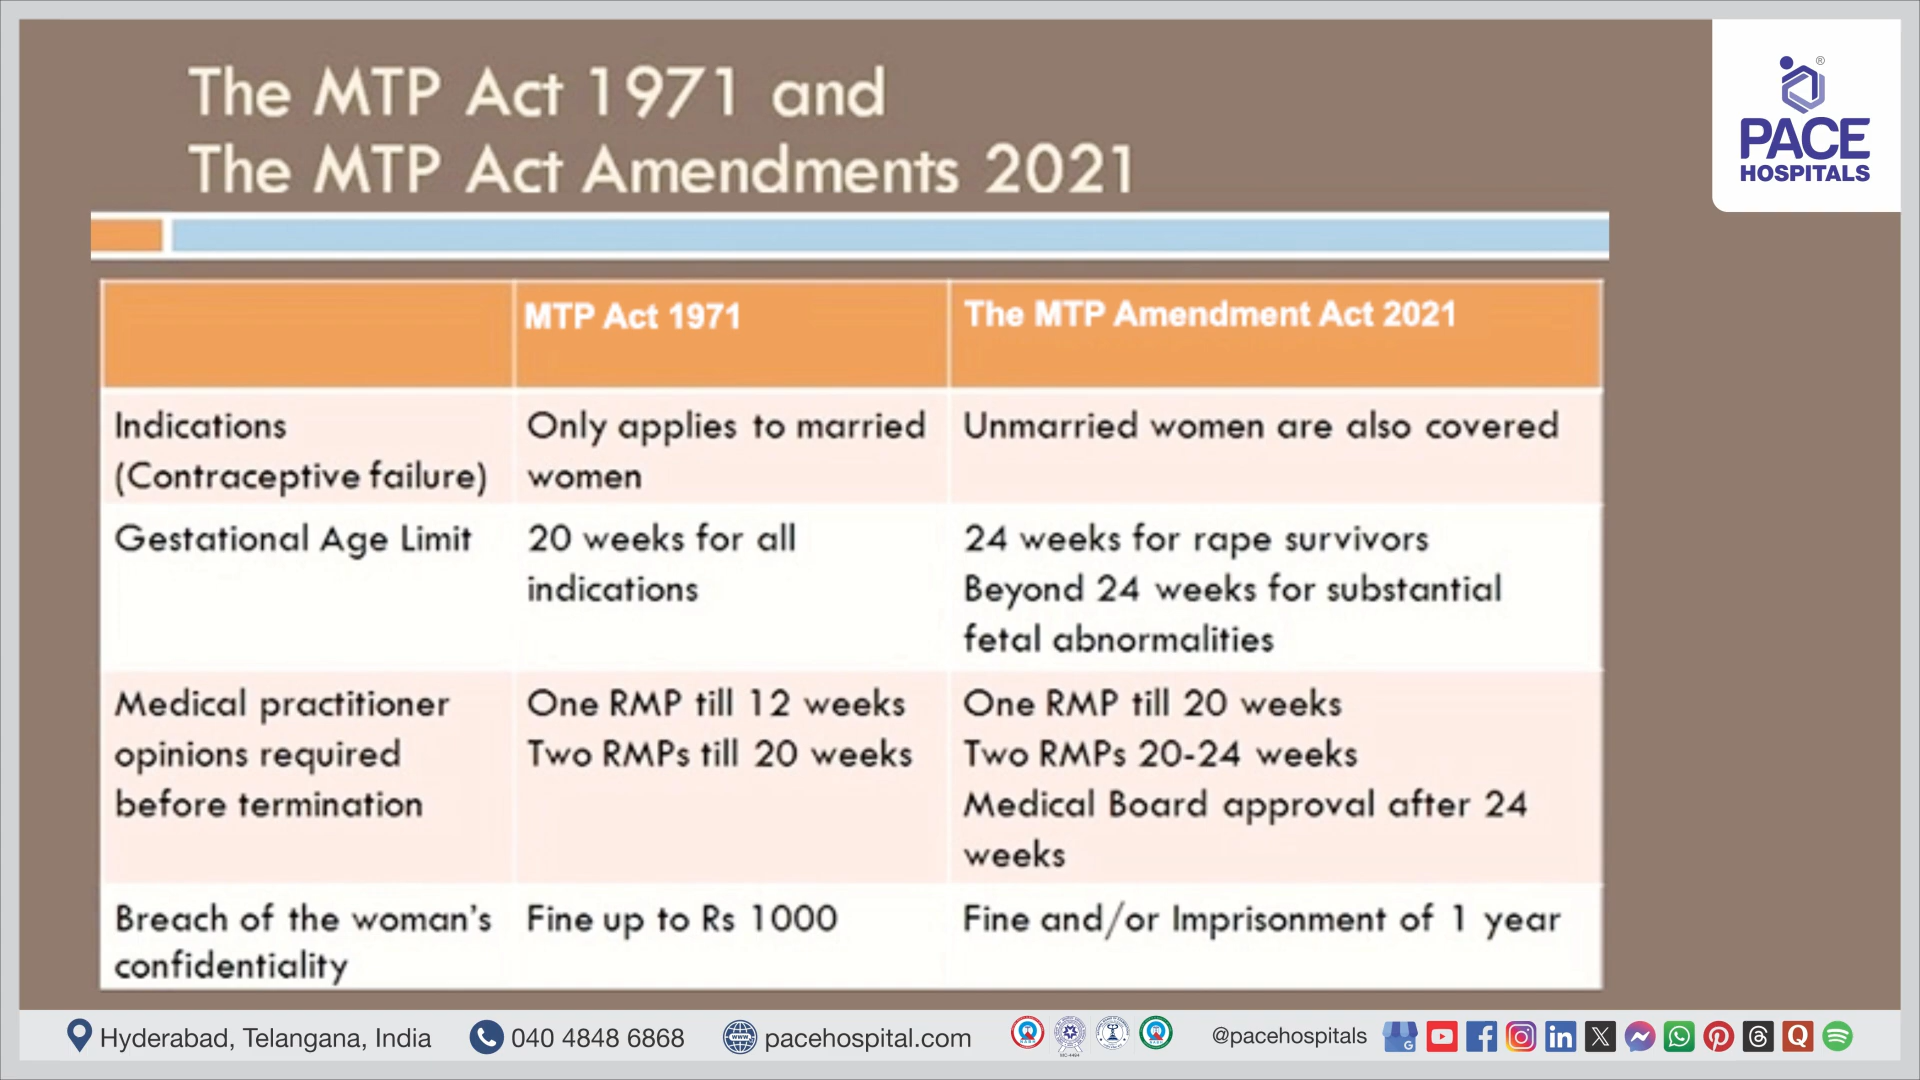 The MTP Act 1971 and
The MTP Act Amendments 2021
®
PACE
HOSPITALS
MTP Act 1971
The MTP Amendment Act 2021
Indications
(Contraceptive failure)
Only applies to married
women
Unmarried women are also covered
Gestational Age Limit
20 weeks for all
indications
24 weeks for rape survivors
Beyond 24 weeks for substantial
fetal abnormalities
Medical practitioner
opinions required
before termination
One RMP till 12 weeks
Two RMPs till 20 weeks
One RMP till 20 weeks
Two RMPs 20-24 weeks
Medical Board approval after 24
weeks
Breach of the woman's
confidentiality
Fine up to Rs 1000
Fine and/or Imprisonment of 1 year
Hyderabad, Telangana, India
040 4848 6868
pacehospital.com
@pacehospitals